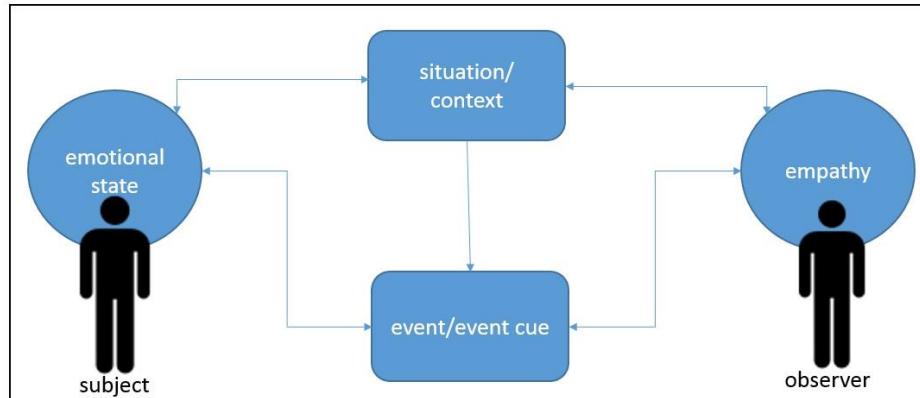 situation/
context
emotional
state
empathy
event/event cue
subject
observer